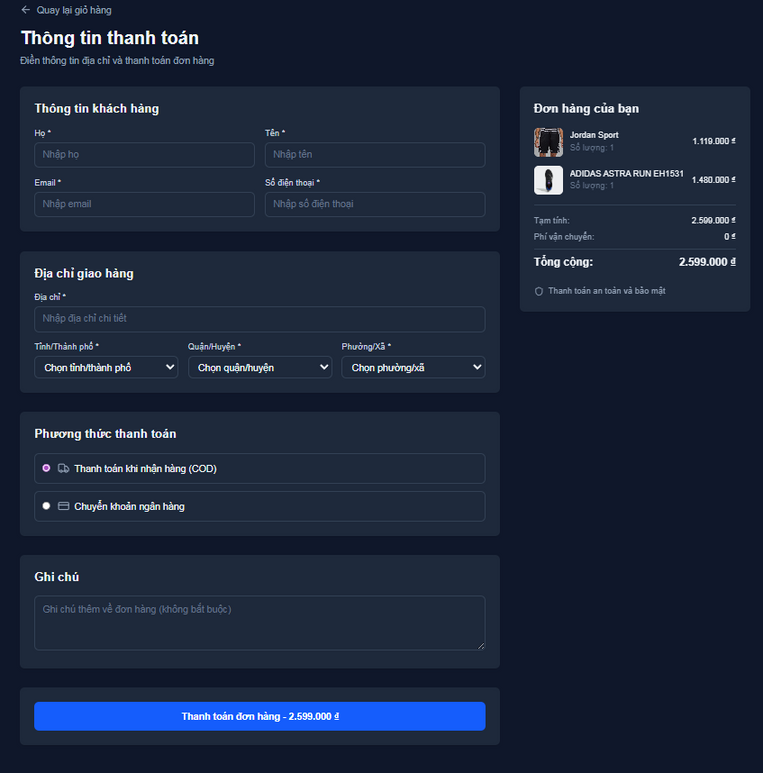 Quay lại giỏ hàng
Thông tin thanh toán
Điền thông tin địa chỉ và thanh toán đơn hàng
Thông tin khách hàng
Họ *
Tên *
Nhập họ
Nhập tên
Email *
Số điện thoại *
Nhập email
Nhập số điện thoại
Địa chỉ giao hàng
Địa chỉ *
Nhập địa chỉ chi tiết
Tỉnh/Thành phố *
Quận/Huyện *
Phường/Xã *
Chọn tỉnh/thành phố
Chọn quận/huyện
Chọn phường/xã
Phương thức thanh toán
Thanh toán khi nhận hàng (COD)
Chuyển khoản ngân hàng
Ghi chú
Ghi chú thêm về đơn hàng (không bắt buộc)
Thanh toán đơn hàng - 2.599.000 ₫
Đơn hàng của bạn
Jordan Sport
Số lượng: 1
1.119.000 ₫
ADIDAS ASTRA RUN EH1531
Số lượng: 1
1.480.000 ₫
Tạm tính: 2.599.000 ₫
Phí vận chuyển: 0 ₫
Tổng cộng: 2.599.000 ₫
Thanh toán an toàn và bảo mật